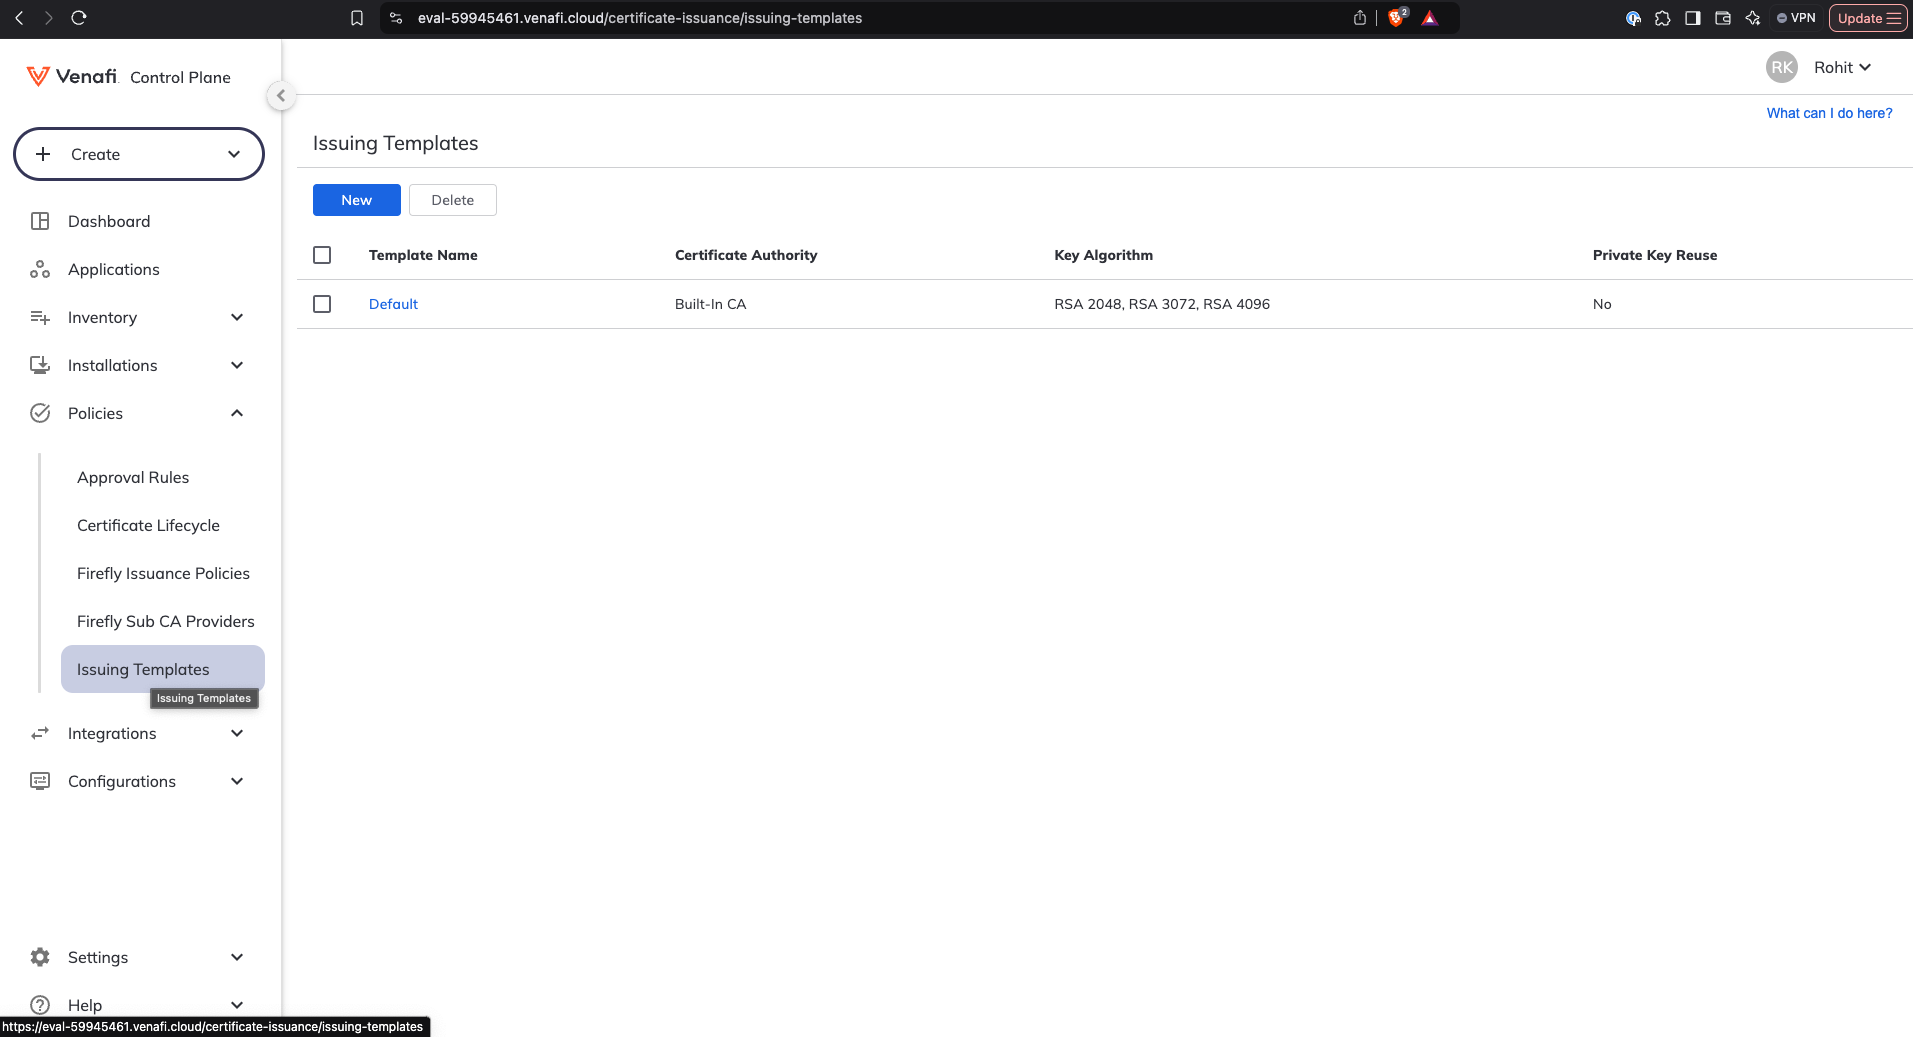 eval-59945461.venafi.cloud/certificate-issuance/issuing-templates
2
VPN
Update
Venafi Control Plane
RK
Rohit
What can I do here?
Create
Dashboard
Applications
Inventory
Installations
Policies
Approval Rules
Certificate Lifecycle
Firefly Issuance Policies
Firefly Sub CA Providers
Issuing Templates
Issuing Templates
Integrations
Configurations
Settings
Help
Issuing Templates
New Delete
Template Name Certificate Authority Key Algorithm Private Key Reuse
Default Built-In CA RSA 2048, RSA 3072, RSA 4096 No
https://eval-59945461.venafi.cloud/certificate-issuance/issuing-templates